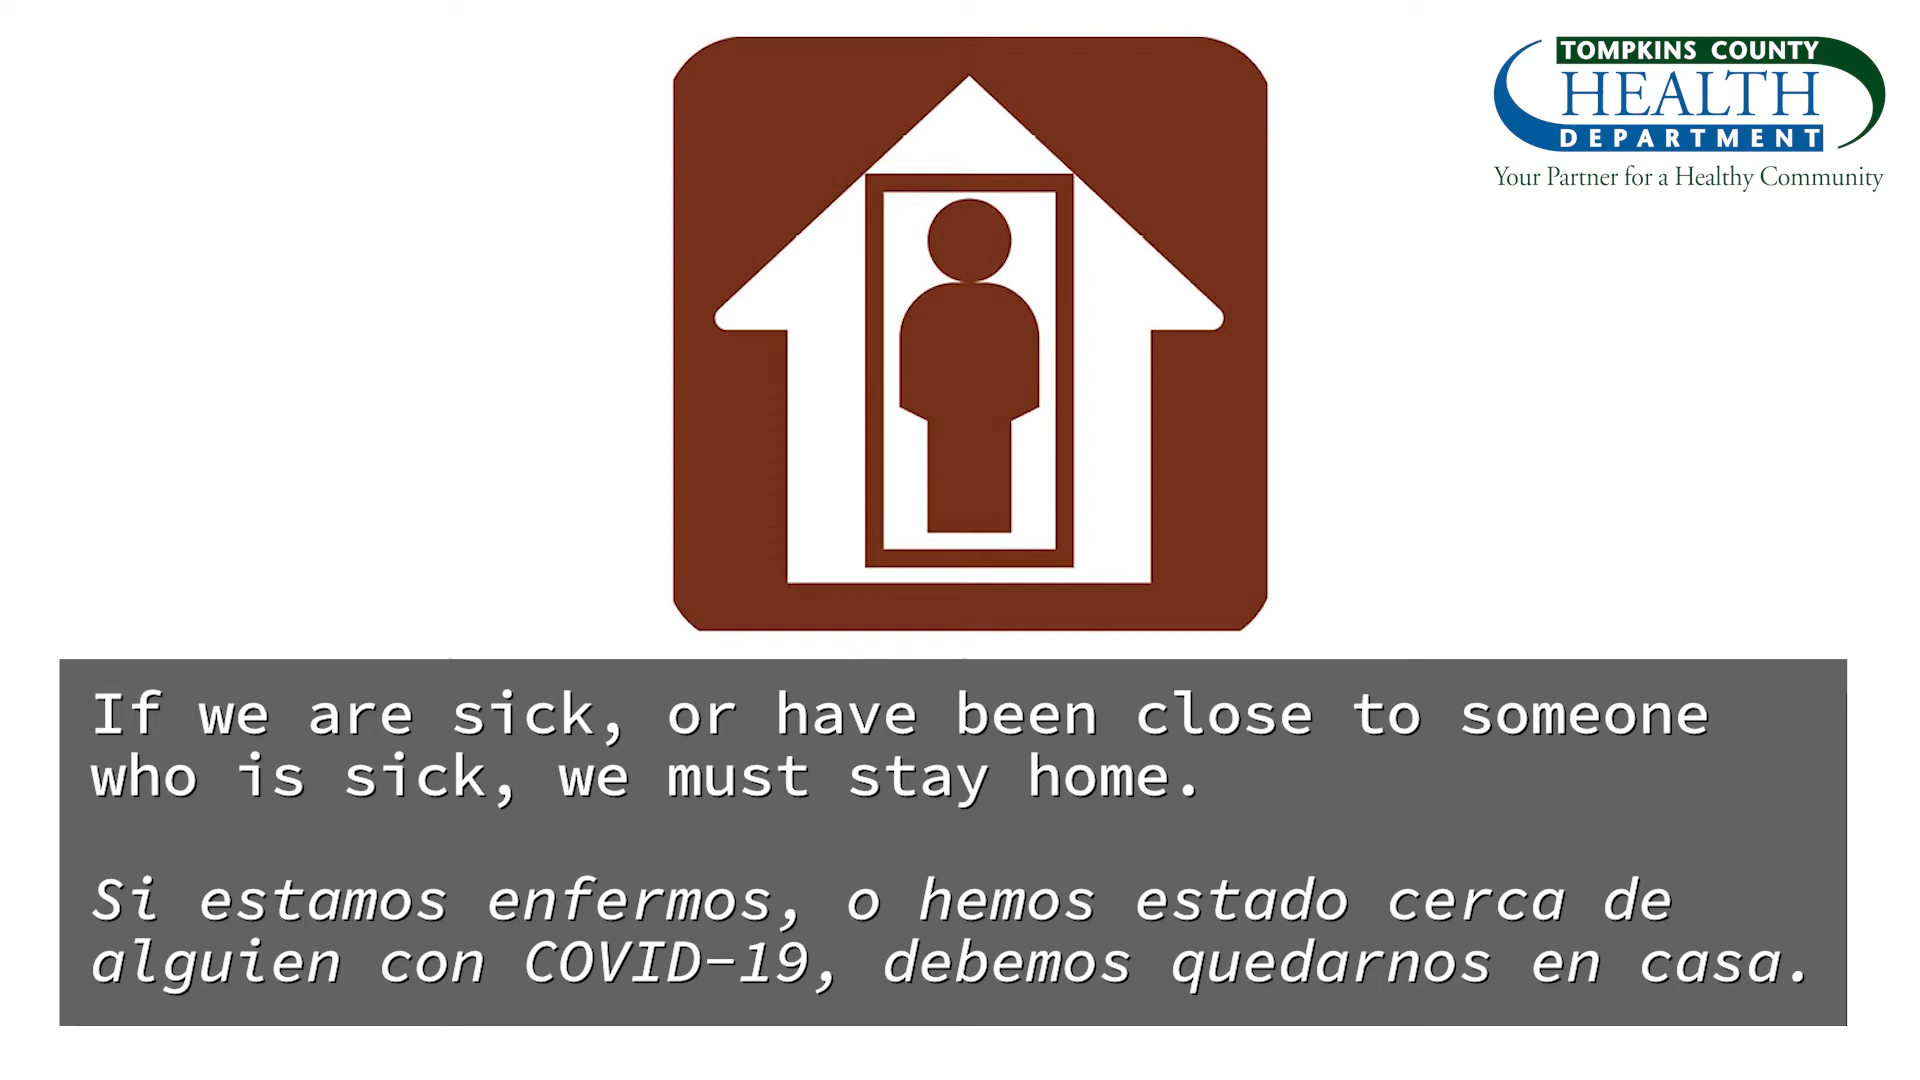 TOMPKINS COUNTY
HEALTH
DEPARTMENT
Your Partner for a Healthy Community
If we are sick, or have been close to someone
who is sick, we must stay home.
Si estamos enfermos, o hemos estado cerca de
alguien con COVID-19, debemos quedarnos en casa.